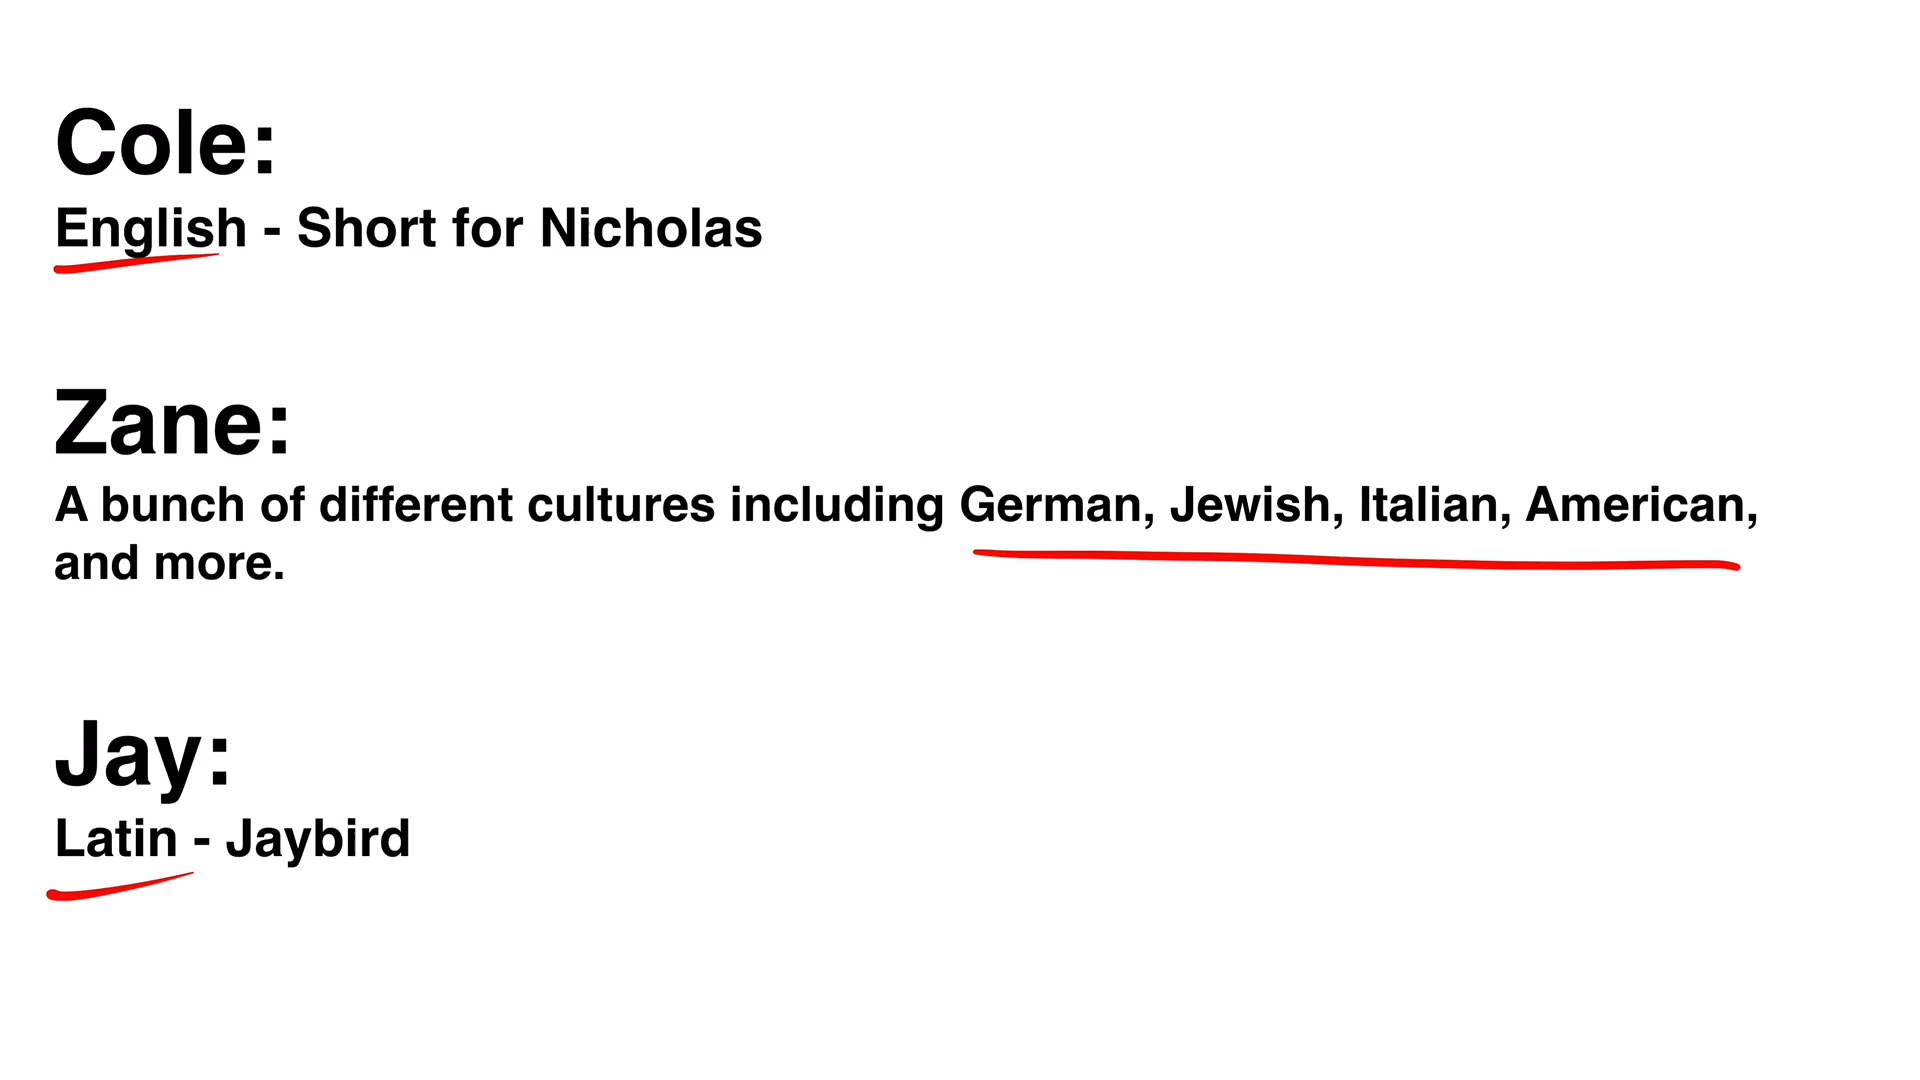 Cole:
English - Short for Nicholas
Zane:
A bunch of different cultures including German, Jewish, Italian, American,
and more.
Jay:
Latin - Jaybird